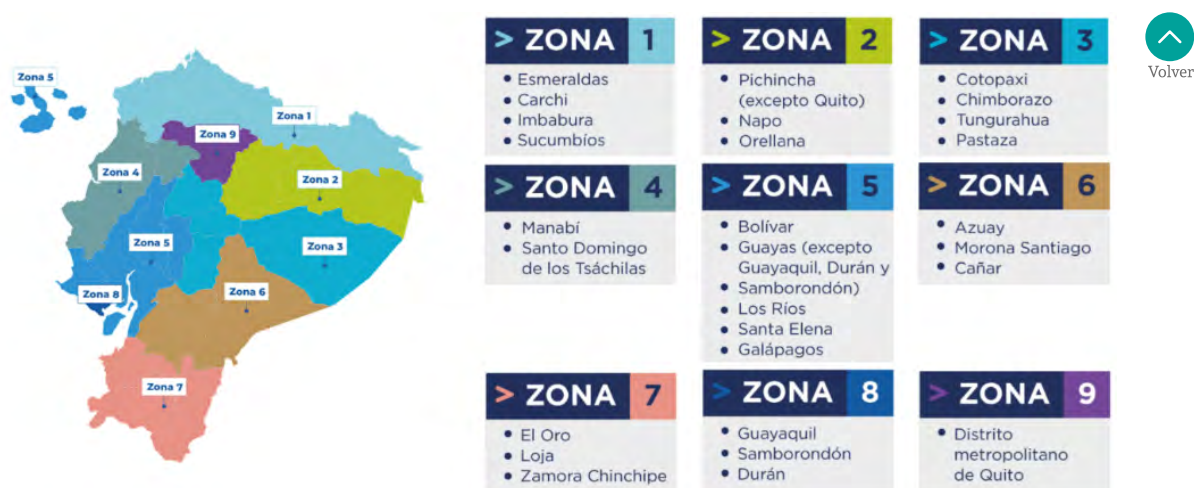 Zona 5
Zona 1
Zona 9
Zona 4
Zona 2
Zona 5
Zona 3
Zona 8
Zona 6
Zona 7
> ZONA 1
• Esmeraldas
• Carchi
• Imbabura
• Sucumbíos
> ZONA 2
• Pichincha
(excepto Quito)
• Napo
• Orellana
> ZONA 3
• Cotopaxi
• Chimborazo
• Tungurahua
• Pastaza
> ZONA 4
• Manabí
• Santo Domingo
de los Tsáchilas
> ZONA 5
• Bolívar
• Guayas (excepto
Guayaquil, Durán y
• Samborondón)
• Los Ríos
• Santa Elena
• Galápagos
> ZONA 6
• Azuay
• Morona Santiago
• Cañar
> ZONA 7
• El Oro
• Loja
• Zamora Chinchipe
> ZONA 8
• Guayaquil
• Samborondón
• Durán
> ZONA 9
• Distrito
metropolitano
de Quito
Volver